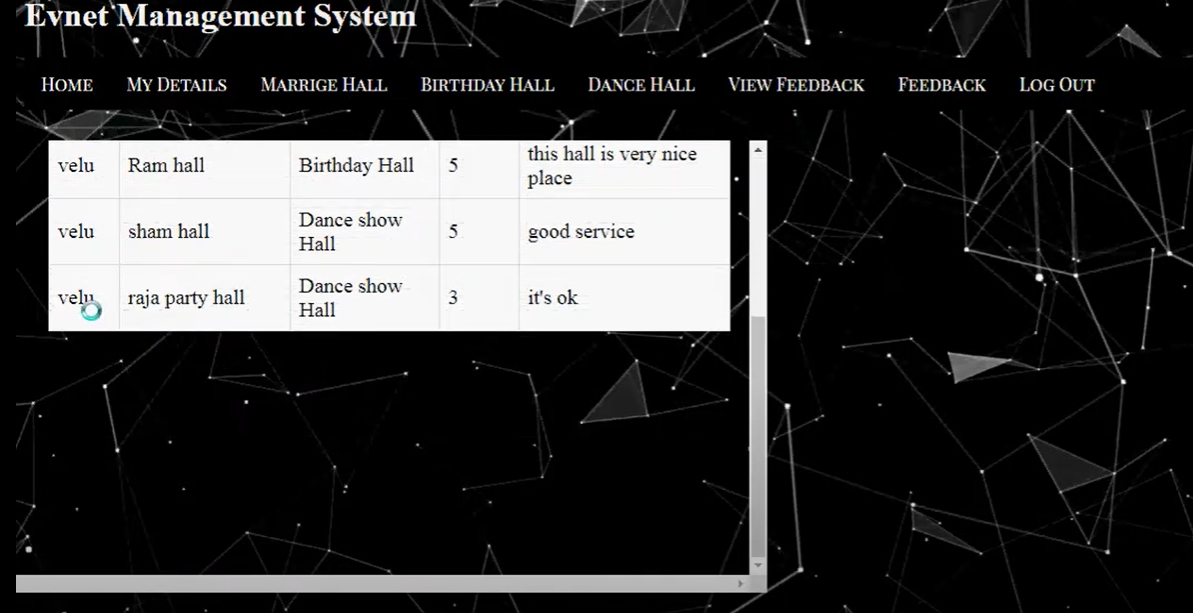 Evnet Management System
HOME MY DETAILS MARRIGE HALL BIRTHDAY HALL DANCE HALL VIEW FEEDBACK FEEDBACK LOG OUT
velu Ram hall Birthday Hall 5 this hall is very nice
place
velu sham hall Dance show
Hall 5 good service
velu raja party hall Dance show
Hall 3 it's ok